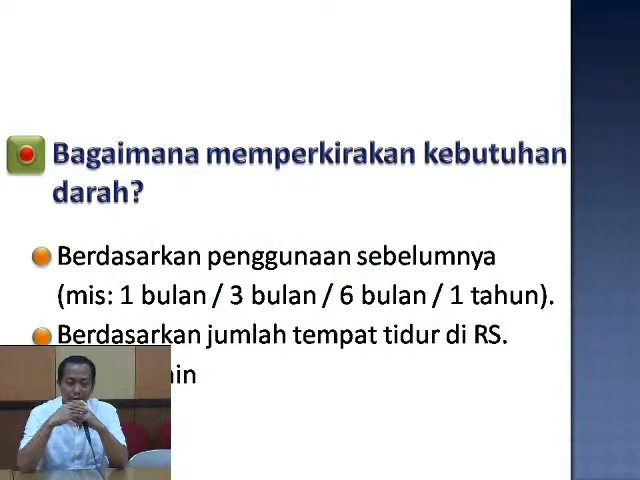 Bagaimana memperkirakan kebutuhan
darah?
Berdasarkan penggunaan sebelumnya
(mis: 1 bulan / 3 bulan / 6 bulan / 1 tahun).
Berdasarkan jumlah tempat tidur di RS.